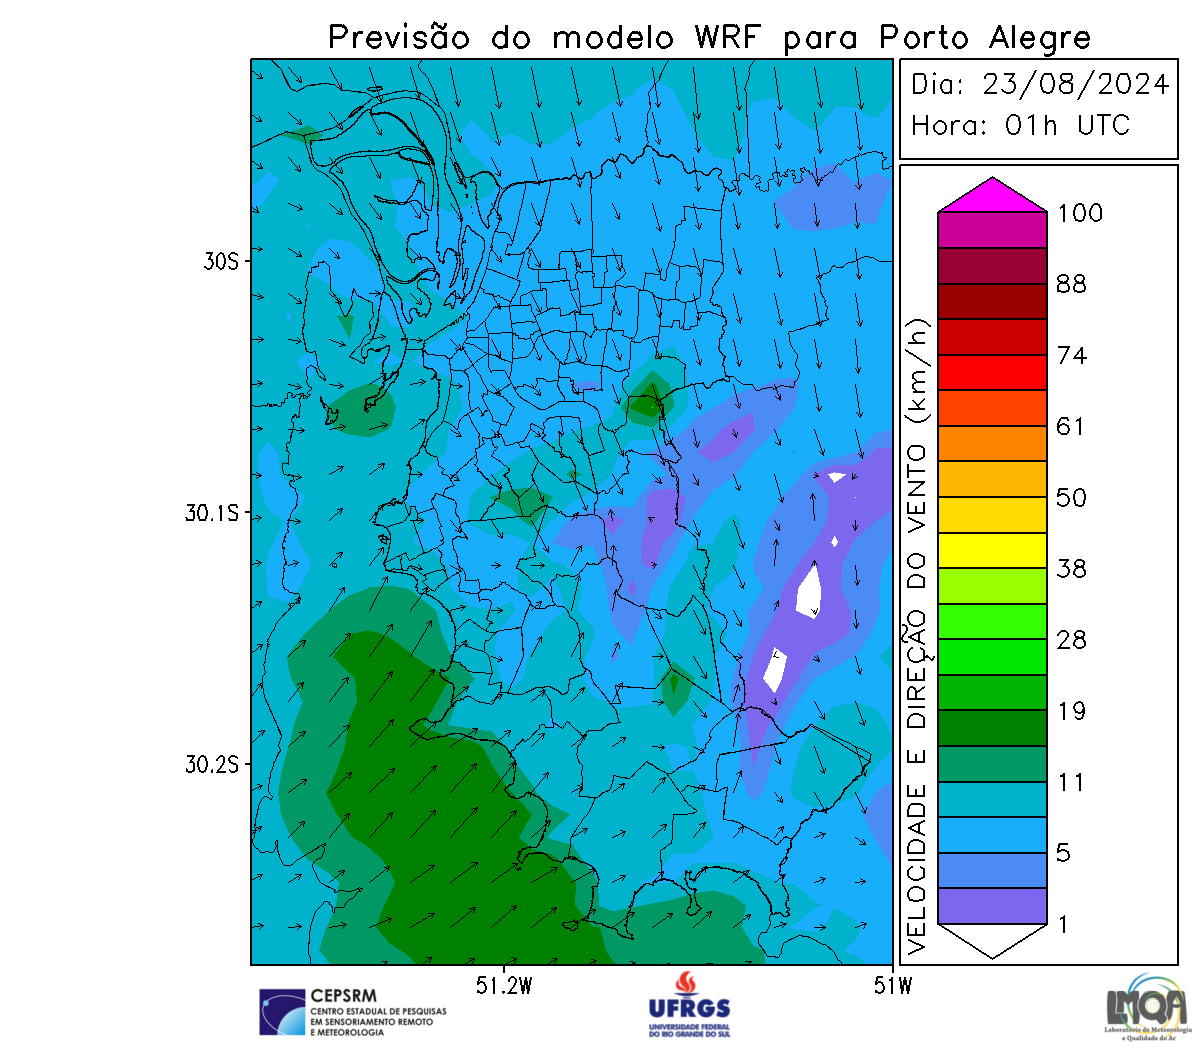 Previsão do modelo WRF para Porto Alegre
Dia: 23/08/2024
Hora: 01h UTC
30S
30.1S
30.2S
51.2W
51W
VELOCIDADE E DIREÇÃO DO VENTO (km/h)
100
88
74
61
50
38
28
19
11
5
1
CEPSRM
CENTRO ESTADUAL DE PESQUISAS
EM SENSORIAMENTO REMOTO
E METEOROLOGIA
UFRGS
UNIVERSIDADE FEDERAL
DO RIO GRANDE DO SUL
LMQA
Laboratório de Meteorologia
e Qualidade do Ar